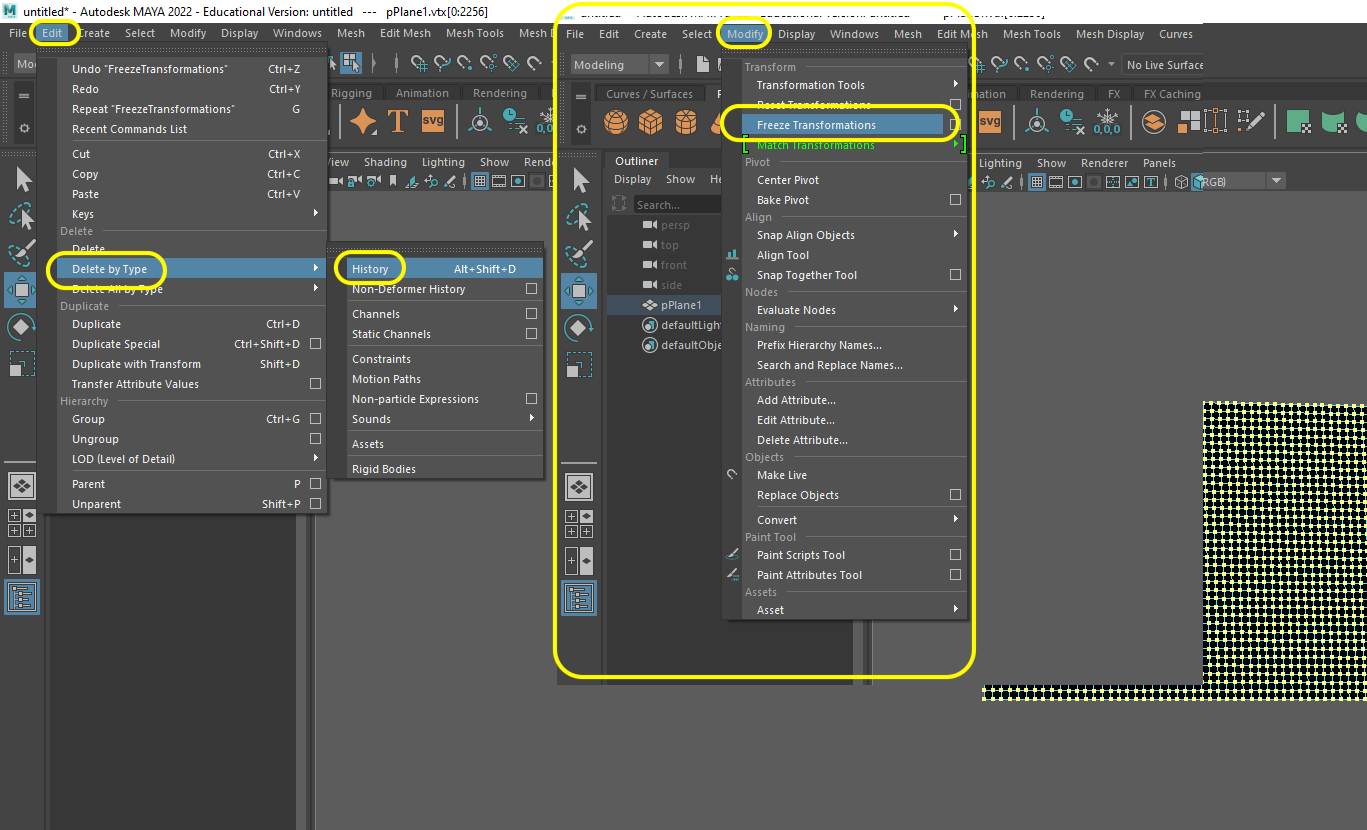 untitled* - Autodesk MAYA 2022 - Educational Version: untitled --- pPlane1.vtx[0:2256]
File Edit Create Select Modify Display Windows Mesh Edit Mesh Mesh Tools Mesh D
Undo "FreezeTransformations" Ctrl+Z
Redo Ctrl+Y
Repeat "FreezeTransformations" G
Recent Commands List
Cut Ctrl+X
Copy Ctrl+C
Paste Ctrl+V
Keys
Delete
Delete
Delete by Type
Delete All by Type
Duplicate
Duplicate Ctrl+D
Duplicate Special Ctrl+Shift+D
Duplicate with Transform Shift+D
Transfer Attribute Values
Hierarchy
Group Ctrl+G
Ungroup
LOD (Level of Detail)
Parent P
Unparent Shift+P
Rigging Animation Rendering
T svg 0,0
View Shading Lighting Show Rend
History Alt+Shift+D
Non-Deformer History
Channels
Static Channels
Constraints
Motion Paths
Non-particle Expressions
Sounds
Assets
Rigid Bodies
File Edit Create Select Modify Display Windows Mesh Edit Mesh Mesh Tools Mesh Display Curves
Modeling
No Live Surface
Curves / Surfaces
mation Rendering FX FX Caching
svg 0,0,0
Outliner
Display Show He
Search...
persp
top
front
side
pPlane1
defaultLigh
defaultObje
Transform
Transformation Tools
Reset Transformations
Freeze Transformations
Match Transformations
Pivot
Center Pivot
Bake Pivot
Align
Snap Align Objects
Align Tool
Snap Together Tool
Nodes
Evaluate Nodes
Naming
Prefix Hierarchy Names...
Search and Replace Names...
Attributes
Add Attribute...
Edit Attribute...
Delete Attribute...
Objects
Make Live
Replace Objects
Convert
Paint Tool
Paint Scripts Tool
Paint Attributes Tool
Assets
Asset
Lighting Show Renderer Panels
RGB)